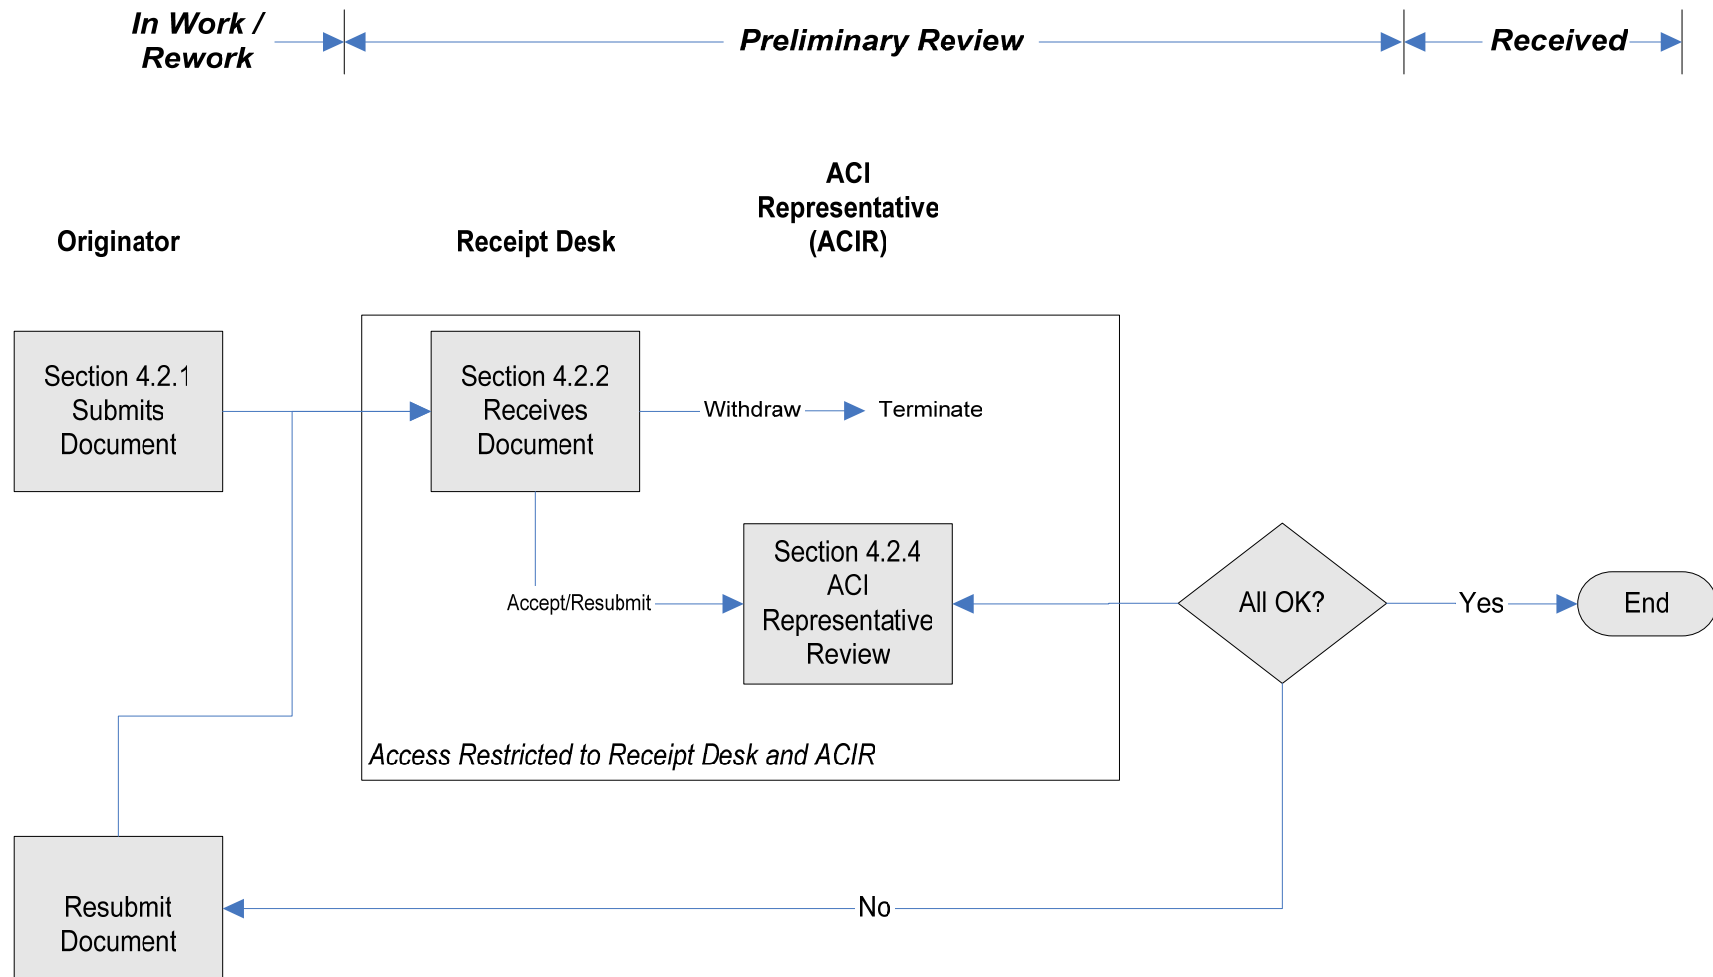 In Work /
Rework
Preliminary Review
Received
ACI
Representative
(ACIR)
Originator
Receipt Desk
Section 4.2.1
Submits
Document
Section 4.2.2
Receives
Document
Withdraw
Terminate
Accept/Resubmit
Section 4.2.4
ACI
Representative
Review
All OK?
Yes
End
Access Restricted to Receipt Desk and ACIR
Resubmit
Document
No